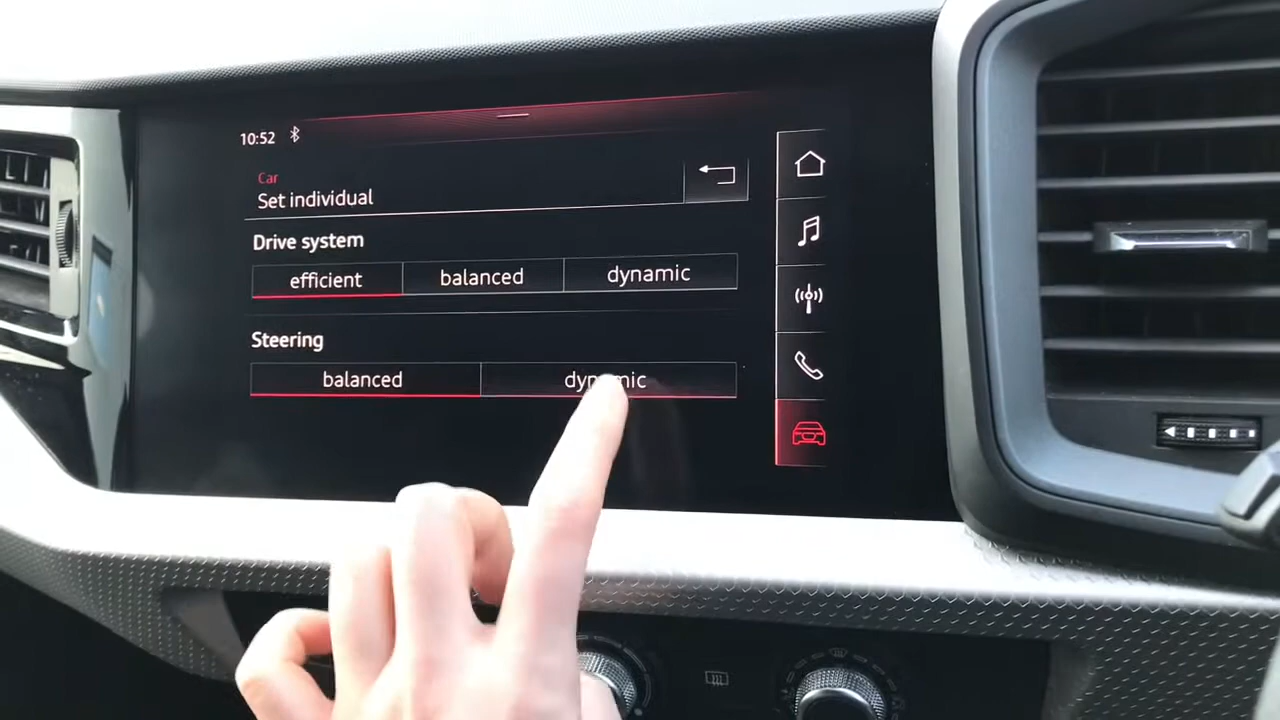 10:52
Car
Set individual
Drive system
efficient balanced dynamic
Steering
balanced dynamic